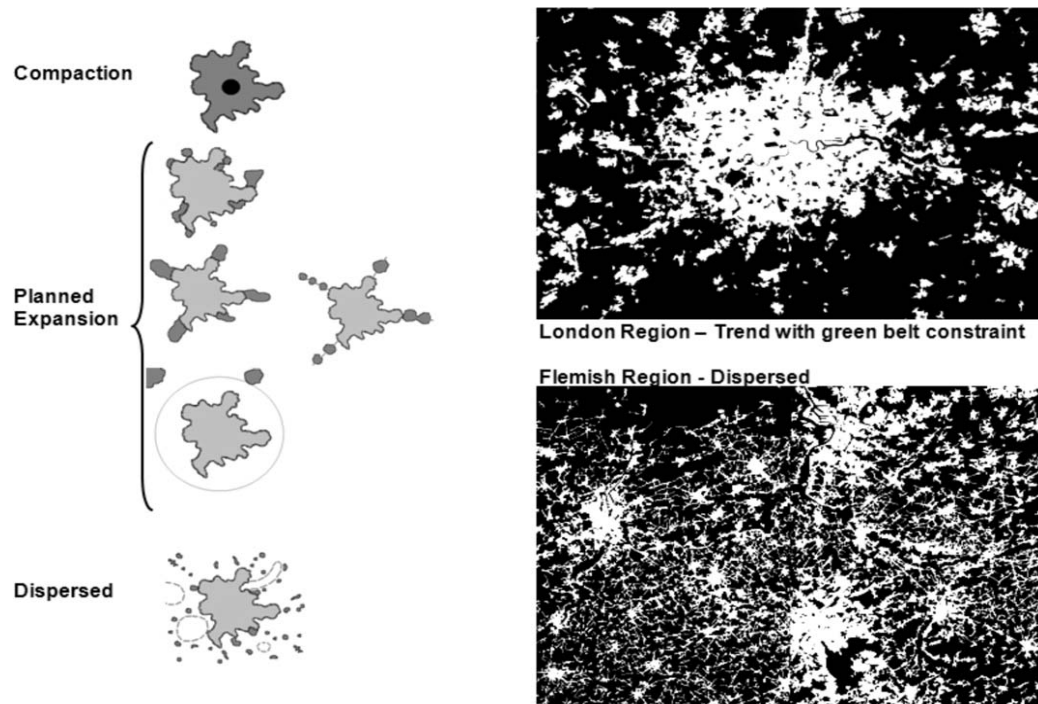 Compaction
Planned
Expansion
Dispersed
London Region – Trend with green belt constraint
Flemish Region - Dispersed